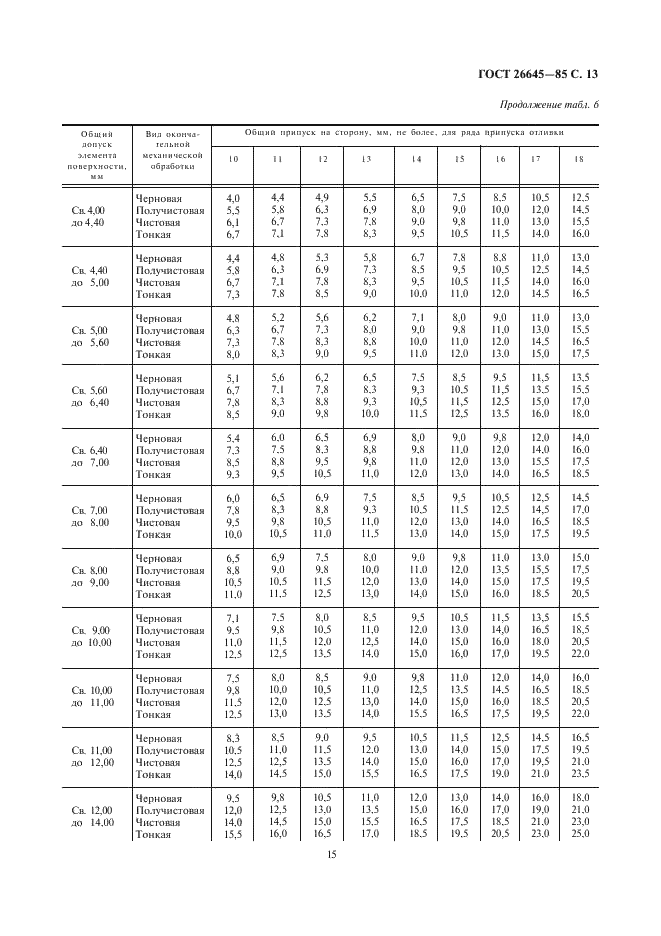 ГОСТ 26645—85 С. 13
Продолжение табл. 6
Общий допуск элемента поверхности, мм
Вид окончательной механической обработки
Общий припуск на сторону, мм, не более, для ряда припуска отливки
10 11 12 13 14 15 16 17 18
Св. 4,00 до 4,40
Черновая 4,0 4,4 4,9 5,5 6,5 7,5 8,5 10,5 12,5
Получистовая 5,5 5,8 6,3 6,9 8,0 9,0 10,0 12,0 14,5
Чистовая 6,1 6,7 7,3 7,8 9,0 9,8 11,0 13,0 15,5
Тонкая 6,7 7,1 7,8 8,3 9,5 10,5 11,5 14,0 16,0
Св. 4,40 до 5,00
Черновая 4,4 4,8 5,3 5,8 6,7 7,8 8,8 11,0 13,0
Получистовая 5,8 6,3 6,9 7,3 8,5 9,5 10,5 12,5 14,5
Чистовая 6,7 7,1 7,8 8,3 9,5 10,5 11,5 14,0 16,0
Тонкая 7,3 7,8 8,5 9,0 10,0 11,0 12,0 14,5 16,5
Св. 5,00 до 5,60
Черновая 4,8 5,2 5,6 6,2 7,1 8,0 9,0 11,0 13,0
Получистовая 6,3 6,7 7,3 8,0 9,0 9,8 11,0 13,0 15,5
Чистовая 7,3 7,8 8,3 8,8 10,0 11,0 12,0 14,5 16,5
Тонкая 8,0 8,3 9,0 9,5 11,0 12,0 13,0 15,0 17,5
Св. 5,60 до 6,40
Черновая 5,1 5,6 6,2 6,5 7,5 8,5 9,5 11,5 13,5
Получистовая 6,7 7,1 7,8 8,3 9,3 10,5 11,5 13,5 15,5
Чистовая 7,8 8,3 8,8 9,3 10,5 11,5 12,5 15,0 17,0
Тонкая 8,5 9,0 9,8 10,0 11,5 12,5 13,5 16,0 18,0
Св. 6,40 до 7,00
Черновая 5,4 6,0 6,5 6,9 8,0 9,0 9,8 12,0 14,0
Получистовая 7,3 7,5 8,3 8,8 9,8 11,0 12,0 14,0 16,0
Чистовая 8,5 8,8 9,5 9,8 11,0 12,0 13,0 15,5 17,5
Тонкая 9,3 9,5 10,5 11,0 12,0 13,0 14,0 16,5 18,5
Св. 7,00 до 8,00
Черновая 6,0 6,5 6,9 7,5 8,5 9,5 10,5 12,5 14,5
Получистовая 7,8 8,3 8,8 9,3 10,5 11,5 12,5 14,5 17,0
Чистовая 9,5 9,8 10,5 11,0 12,0 13,0 14,0 16,5 18,5
Тонкая 10,0 10,5 11,0 11,5 13,0 14,0 15,0 17,5 19,5
Св. 8,00 до 9,00
Черновая 6,5 6,9 7,5 8,0 9,0 9,8 11,0 13,0 15,0
Получистовая 8,8 9,0 9,8 10,0 11,0 12,0 13,5 15,5 17,5
Чистовая 10,5 10,5 11,5 12,0 13,0 14,0 15,0 17,5 19,5
Тонкая 11,0 11,5 12,5 13,0 14,0 15,0 16,0 18,5 20,5
Св. 9,00 до 10,00
Черновая 7,1 7,5 8,0 8,5 9,5 10,5 11,5 13,5 15,5
Получистовая 9,5 9,8 10,5 11,0 12,0 13,0 14,0 16,5 18,5
Чистовая 11,0 11,5 12,0 12,5 14,0 15,0 16,0 18,0 20,5
Тонкая 12,5 12,5 13,5 14,0 15,0 16,0 17,0 19,5 22,0
Св. 10,00 до 11,00
Черновая 7,5 8,0 8,5 9,0 9,8 11,0 12,0 14,0 16,0
Получистовая 9,8 10,0 10,5 11,0 12,5 13,5 14,5 16,5 18,5
Чистовая 11,5 12,0 12,5 13,0 14,0 15,0 16,0 18,5 20,5
Тонкая 12,5 13,0 13,5 14,0 15,5 16,5 17,5 19,5 22,0
Св. 11,00 до 12,00
Черновая 8,3 8,5 9,0 9,5 10,5 11,5 12,5 14,5 16,5
Получистовая 10,5 11,0 11,5 12,0 13,0 14,0 15,0 17,5 19,5
Чистовая 12,5 12,5 13,5 14,0 15,0 16,0 17,0 19,5 21,0
Тонкая 14,0 14,5 15,0 15,5 16,5 17,5 19,0 21,0 23,5
Св. 12,00 до 14,00
Черновая 9,5 9,8 10,5 11,0 12,0 13,0 14,0 16,0 18,0
Получистовая 12,0 12,5 13,0 13,5 15,0 16,0 17,0 19,0 21,0
Чистовая 14,0 14,5 15,0 15,5 16,5 17,5 18,5 21,0 23,0
Тонкая 15,5 16,0 16,5 17,0 18,5 19,5 20,5 23,0 25,0
15